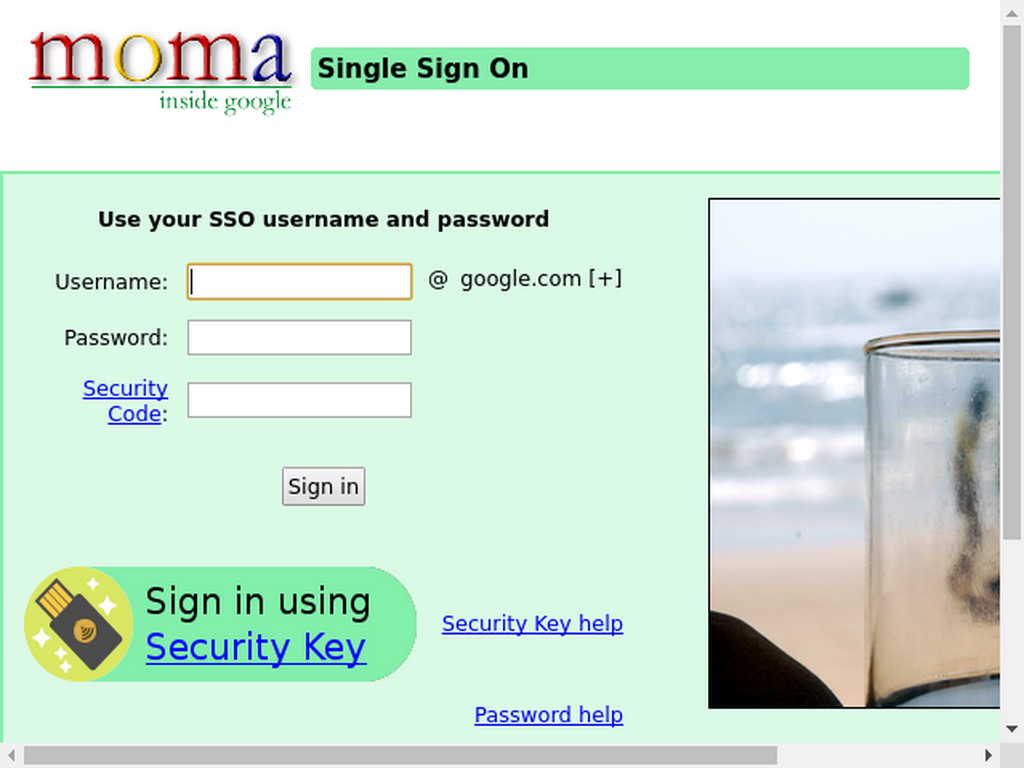 moma
inside google
Single Sign On
Use your SSO username and password
Username:
@ google.com [+]
Password:
Security
Code:
Sign in
Sign in using
Security Key
Security Key help
Password help